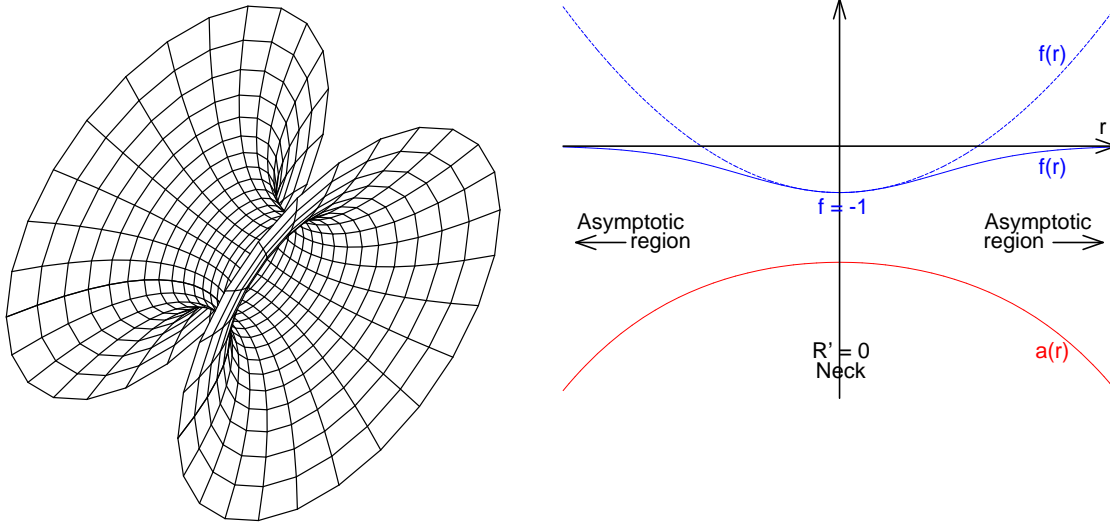 f(r)
r
f(r)
f = -1
Asymptotic
region
Asymptotic
region
R' = 0
Neck
a(r)